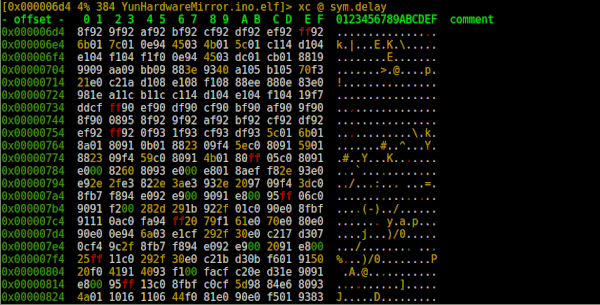 [0x000006d4 4% 384 YunHardwareMirror.ino.elf]> xc @ sym.delay
- offset - 0 1 2 3 4 5 6 7 8 9 A B C D E F 0123456789ABCDEF comment
0x000006d4 8f92 9f92 af92 bf92 cf92 df92 ef92 ff92 ................
0x000006e4 6b01 7c01 0e94 4503 4b01 5c01 c114 d104 k.|...E.K.\.....
0x000006f4 e104 f104 f1f0 0e94 4503 dc01 cb01 8819 ........E.......
0x00000704 9909 aa09 bb09 883e 9340 a105 b105 70f3 .......>.@....p.
0x00000714 21e0 c21a d108 e108 f108 88ee 880e 83e0 !...............
0x00000724 981e a11c b11c c114 d104 e104 f104 19f7 ................
0x00000734 ddcf ff90 ef90 df90 cf90 bf90 af90 9f90 ................
0x00000744 8f90 0895 8f92 9f92 af92 bf92 cf92 df92 ................
0x00000754 ef92 ff92 0f93 1f93 cf93 df93 5c01 6b01 ............\.k.
0x00000764 8a01 8091 0b01 8823 09f4 5ec0 8091 5901 .......#..^...Y.
0x00000774 8823 09f4 59c0 8091 4b01 80ff 05c0 8091 .#..Y...K.......
0x00000784 e000 8260 8093 e000 e801 8aef f82e 93e0 ...`............
0x00000794 e92e 2fe3 822e 3ae3 932e 2097 09f4 3dc0 ../...:... ...=.
0x000007a4 8fb7 f894 e092 e900 9091 e800 95ff 06c0 ................
0x000007b4 9091 f200 282d 291b 922f 01c0 90e0 8fbf ....(-)../......
0x000007c4 9111 0ac0 fa94 ff20 79f1 61e0 70e0 80e0 ....... y.a.p...
0x000007d4 90e0 0e94 6a03 e1cf 292f 30e0 c217 d307 ....j...)/0.....
0x000007e4 0cf4 9c2f 8fb7 f894 e092 e900 2091 e800 .../........ ...
0x000007f4 25ff 11c0 292f 30e0 c21b d30b f601 9150 %...)/0........P
0x00000804 20f0 4191 4093 f100 facf c20e d31e 9091  .A.@...........
0x00000814 e800 95ff 13c0 8fbf c0cf 5d98 84e6 8093 ..........].....
0x00000824 4a01 1016 1106 44f0 81e0 90e0 f501 9383 J.....D.........